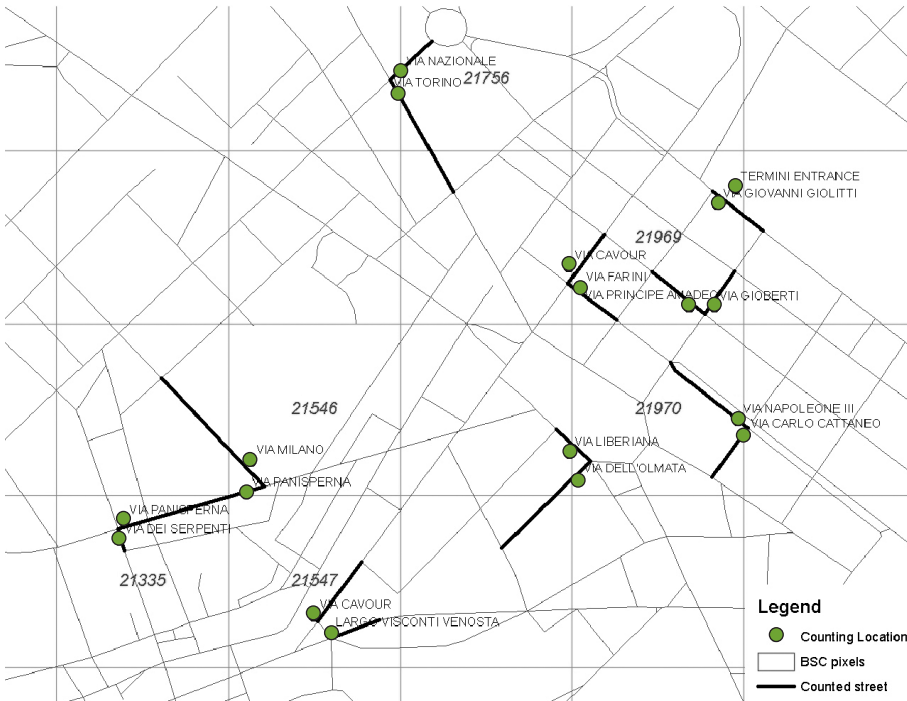 VIA NAZIONALE
VIA TORINO
21756
TERMINI ENTRANCE
VIA GIOVANNI GIOLITTI
21969
VIA CAVOUR
VIA FARINI
VIA PRINCIPE AMADEO
VIA GIOBERTI
21546
21970
VIA NAPOLEONE III
VIA CARLO CATTANEO
VIA MILANO
VIA LIBERIANA
VIA DELL'OLMATA
VIA PANISPERNA
VIA PANISPERNA
VIA DEI SERPENTI
21335
21547
VIA CAVOUR
LARGO VISCONTI VENOSTA
Legend
Counting Location
BSC pixels
Counted street